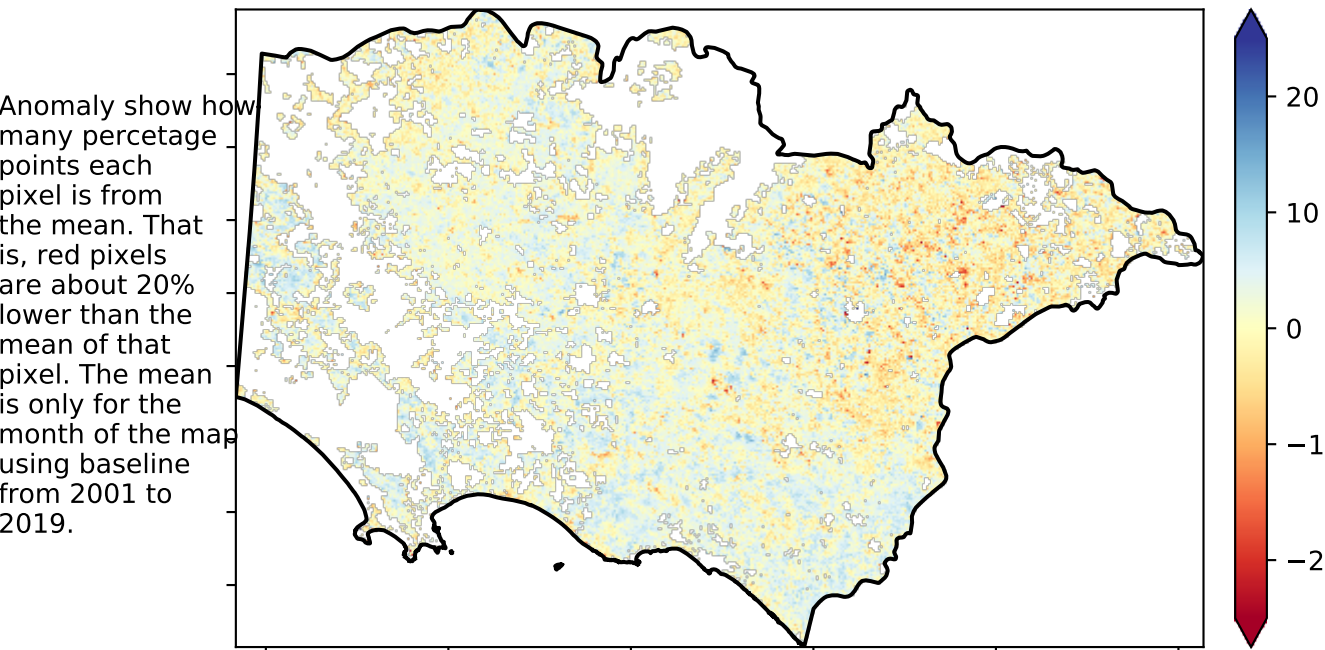 Anomaly show how
many percetage
points each
pixel is from
the mean. That
is, red pixels
are about 20%
lower than the
mean of that
pixel. The mean
is only for the
month of the map
using baseline
from 2001 to
2019.
20
10
0
−1
−2